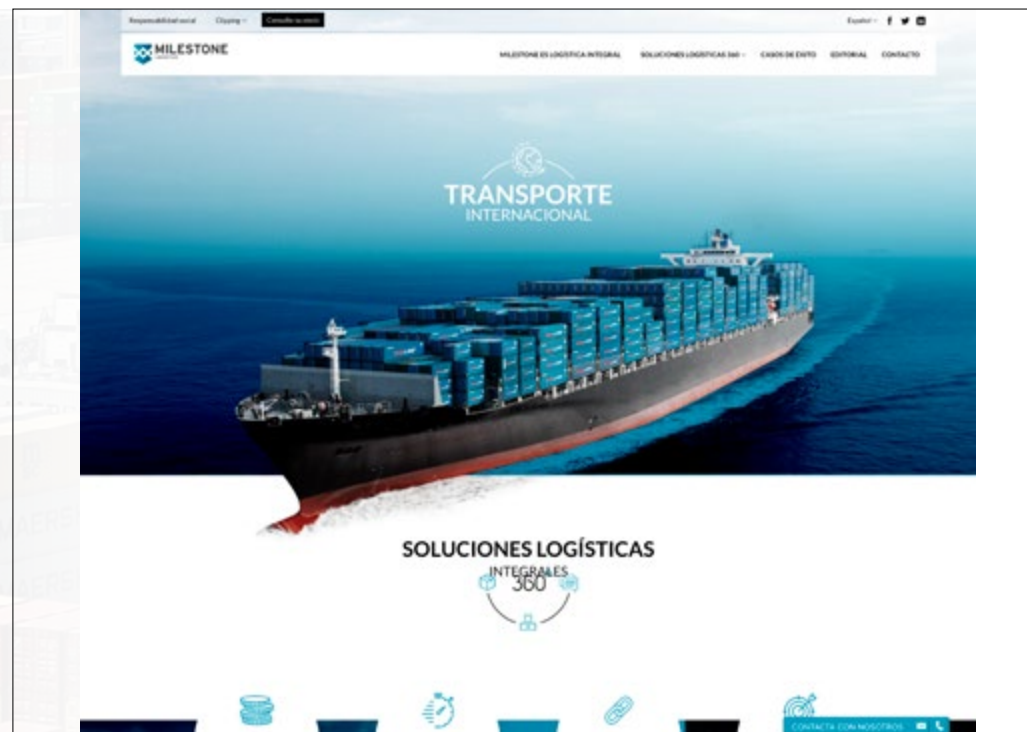 Responsabilidad social Clipping Consulte su envío
Español
MILESTONE
MILESTONE ES LOGÍSTICA INTEGRAL SOLUCIONES LOGÍSTICAS 360 CASOS DE ÉXITO EDITORIAL CONTACTO
TRANSPORTE
INTERNACIONAL
SOLUCIONES LOGÍSTICAS
INTEGRALES
360
CONTACTA CON NOSOTROS